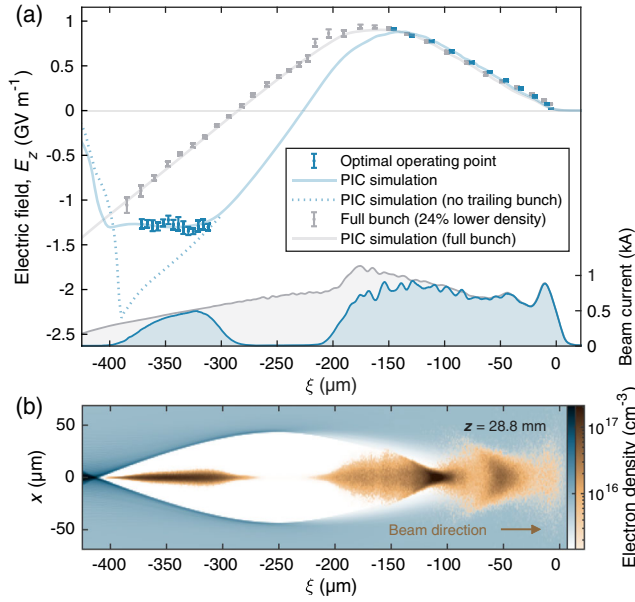 (a)
1
0.5
0
-0.5
-1
-1.5
-2
-2.5
Electric field, E_z (GV m⁻¹)
Optimal operating point
PIC simulation
PIC simulation (no trailing bunch)
Full bunch (24% lower density)
PIC simulation (full bunch)
1
0.5
0
Beam current (kA)
-400 -350 -300 -250 -200 -150 -100 -50 0
ξ (μm)
(b)
50
0
-50
x (μm)
z = 28.8 mm
Beam direction
10¹⁷
10¹⁶
Electron density (cm⁻³)
-400 -350 -300 -250 -200 -150 -100 -50 0
ξ (μm)